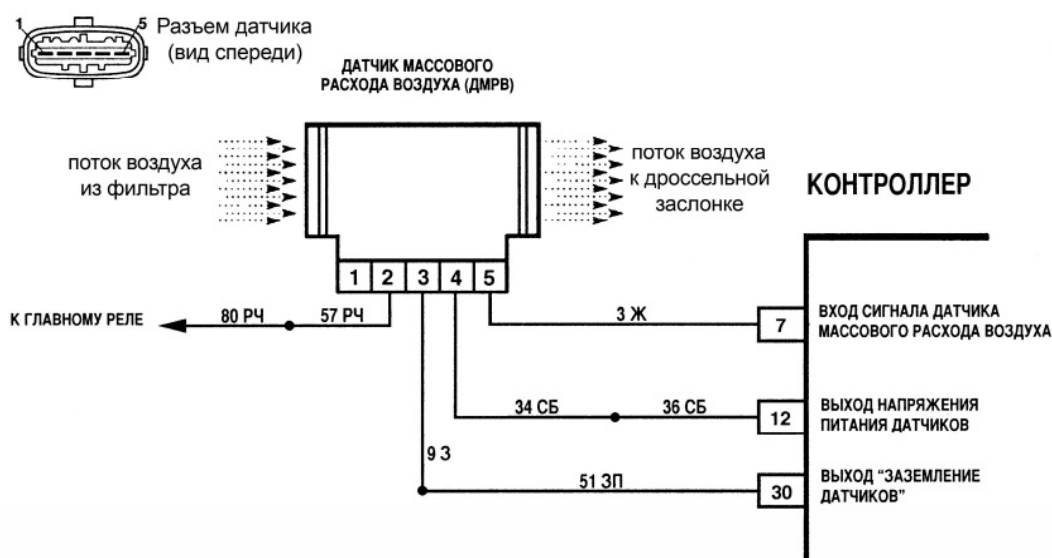 1
5
Разъем датчика
(вид спереди)
ДАТЧИК МАССОВОГО
РАСХОДА ВОЗДУХА (ДМРВ)
поток воздуха
из фильтра
поток воздуха
к дроссельной
заслонке
КОНТРОЛЛЕР
1 2 3 4 5
К ГЛАВНОМУ РЕЛЕ
80 РЧ
57 РЧ
3 Ж
7
ВХОД СИГНАЛА ДАТЧИКА
МАССОВОГО РАСХОДА ВОЗДУХА
34 СБ
36 СБ
12
ВЫХОД НАПРЯЖЕНИЯ
ПИТАНИЯ ДАТЧИКОВ
9 З
51 ЗП
30
ВЫХОД "ЗАЗЕМЛЕНИЕ
ДАТЧИКОВ"